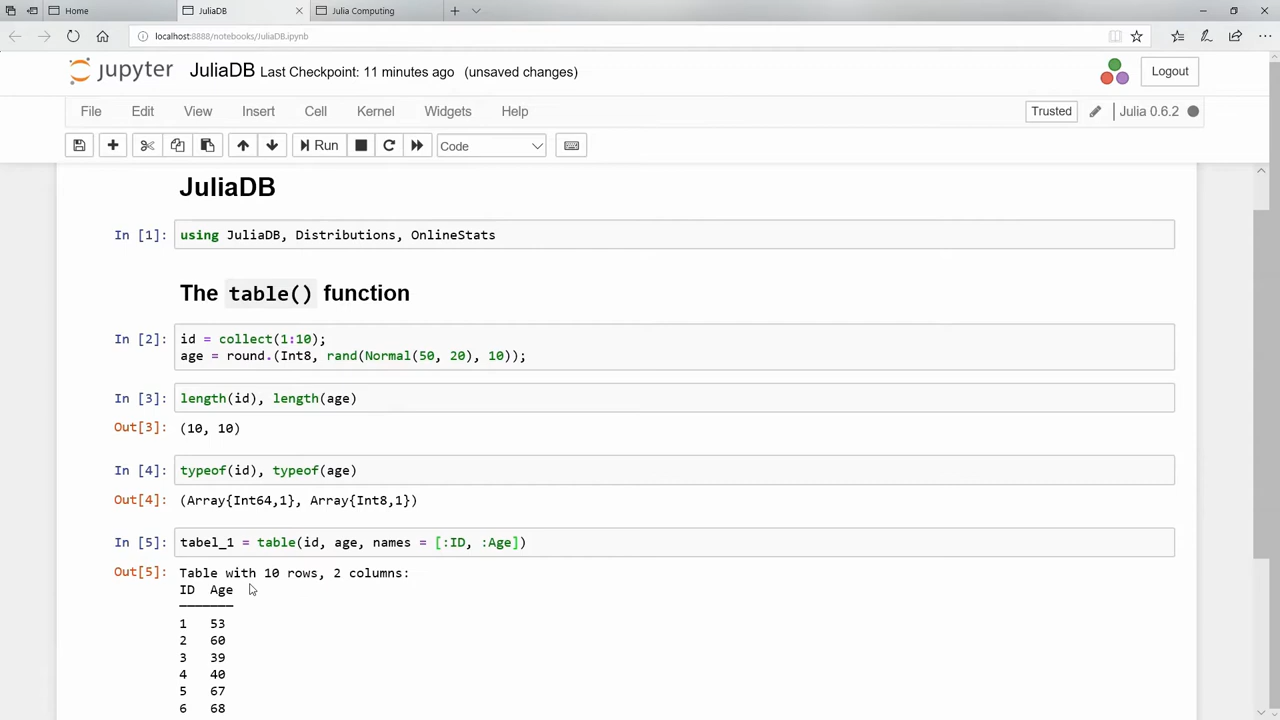 Home
JuliaDB
Julia Computing
localhost:8888/notebooks/JuliaDB.ipynb
jupyter JuliaDB Last Checkpoint: 11 minutes ago (unsaved changes)
Logout
File Edit View Insert Cell Kernel Widgets Help
Trusted
Julia 0.6.2
Run
Code
JuliaDB
In [1]: using JuliaDB, Distributions, OnlineStats
The table() function
In [2]: id = collect(1:10);
age = round.(Int8, rand(Normal(50, 20), 10));
In [3]: length(id), length(age)
Out[3]: (10, 10)
In [4]: typeof(id), typeof(age)
Out[4]: (Array{Int64,1}, Array{Int8,1})
In [5]: tabel_1 = table(id, age, names = [:ID, :Age])
Out[5]: Table with 10 rows, 2 columns:
ID Age
1 53
2 60
3 39
4 40
5 67
6 68